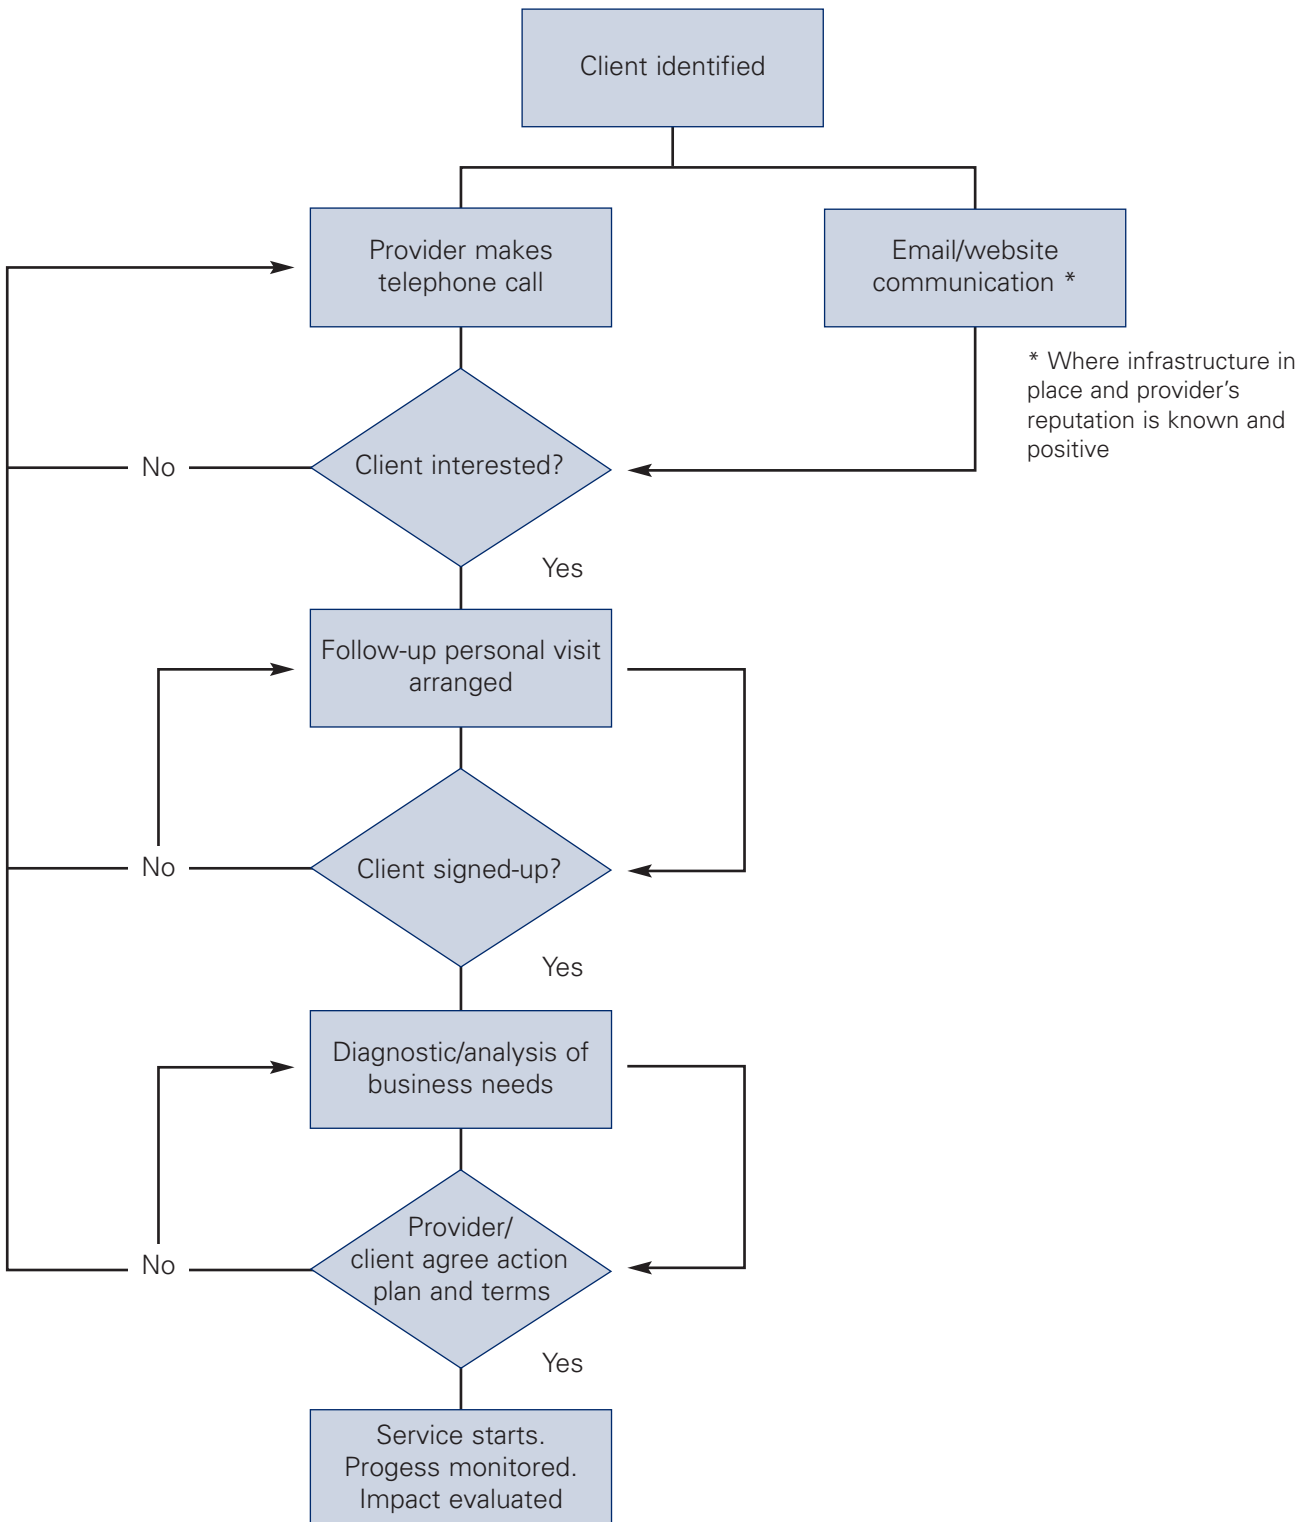 Client identified
Provider makes
telephone call
Email/website
communication *
* Where infrastructure in
place and provider’s
reputation is known and
positive
No
Client interested?
Yes
Follow-up personal visit
arranged
No
Client signed-up?
Yes
Diagnostic/analysis of
business needs
Provider/
client agree action
plan and terms
No
Yes
Service starts.
Progess monitored.
Impact evaluated